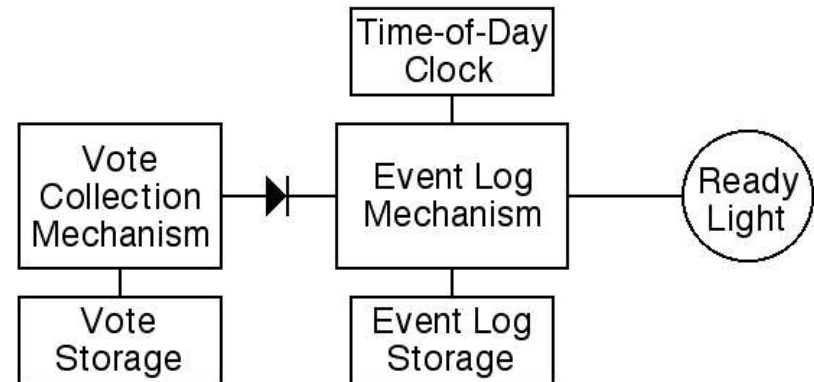 Time-of-Day
Clock
Vote
Collection
Mechanism
Event Log
Mechanism
Ready
Light
Vote
Storage
Event Log
Storage